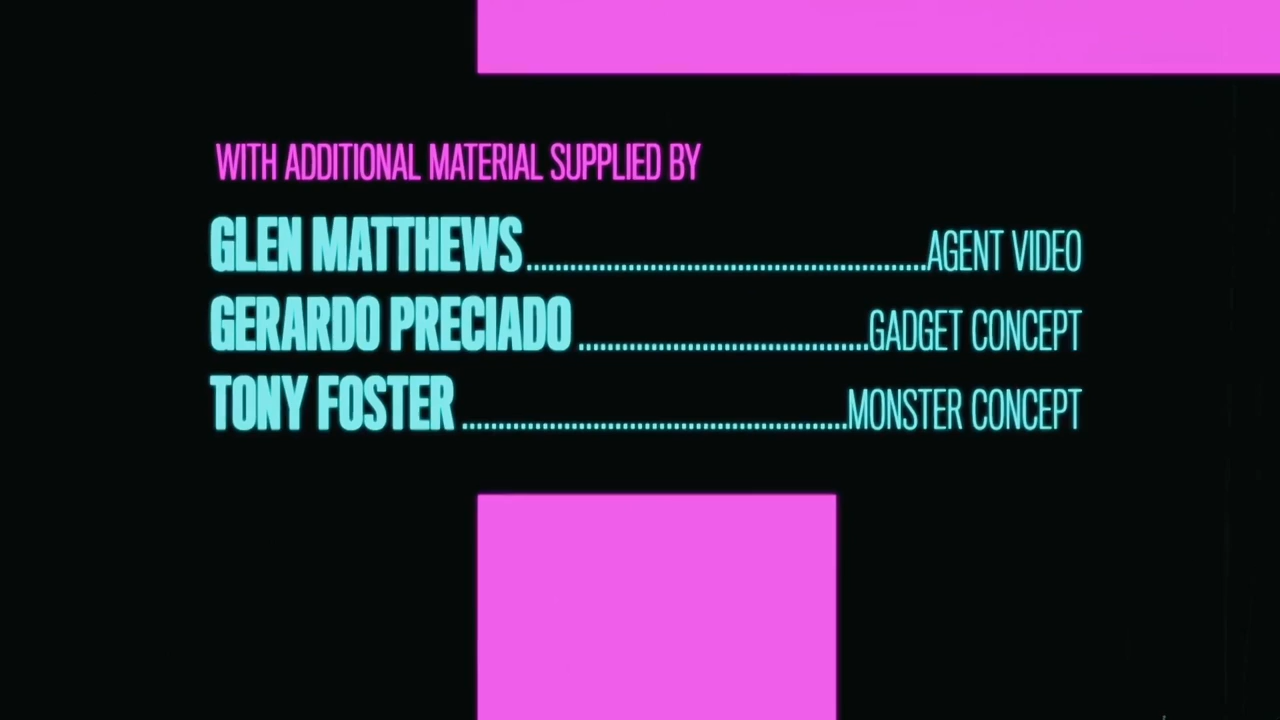 WITH ADDITIONAL MATERIAL SUPPLIED BY
GLEN MATTHEWS........................................................AGENT VIDEO
GERARDO PRECIADO........................................GADGET CONCEPT
TONY FOSTER......................................................MONSTER CONCEPT